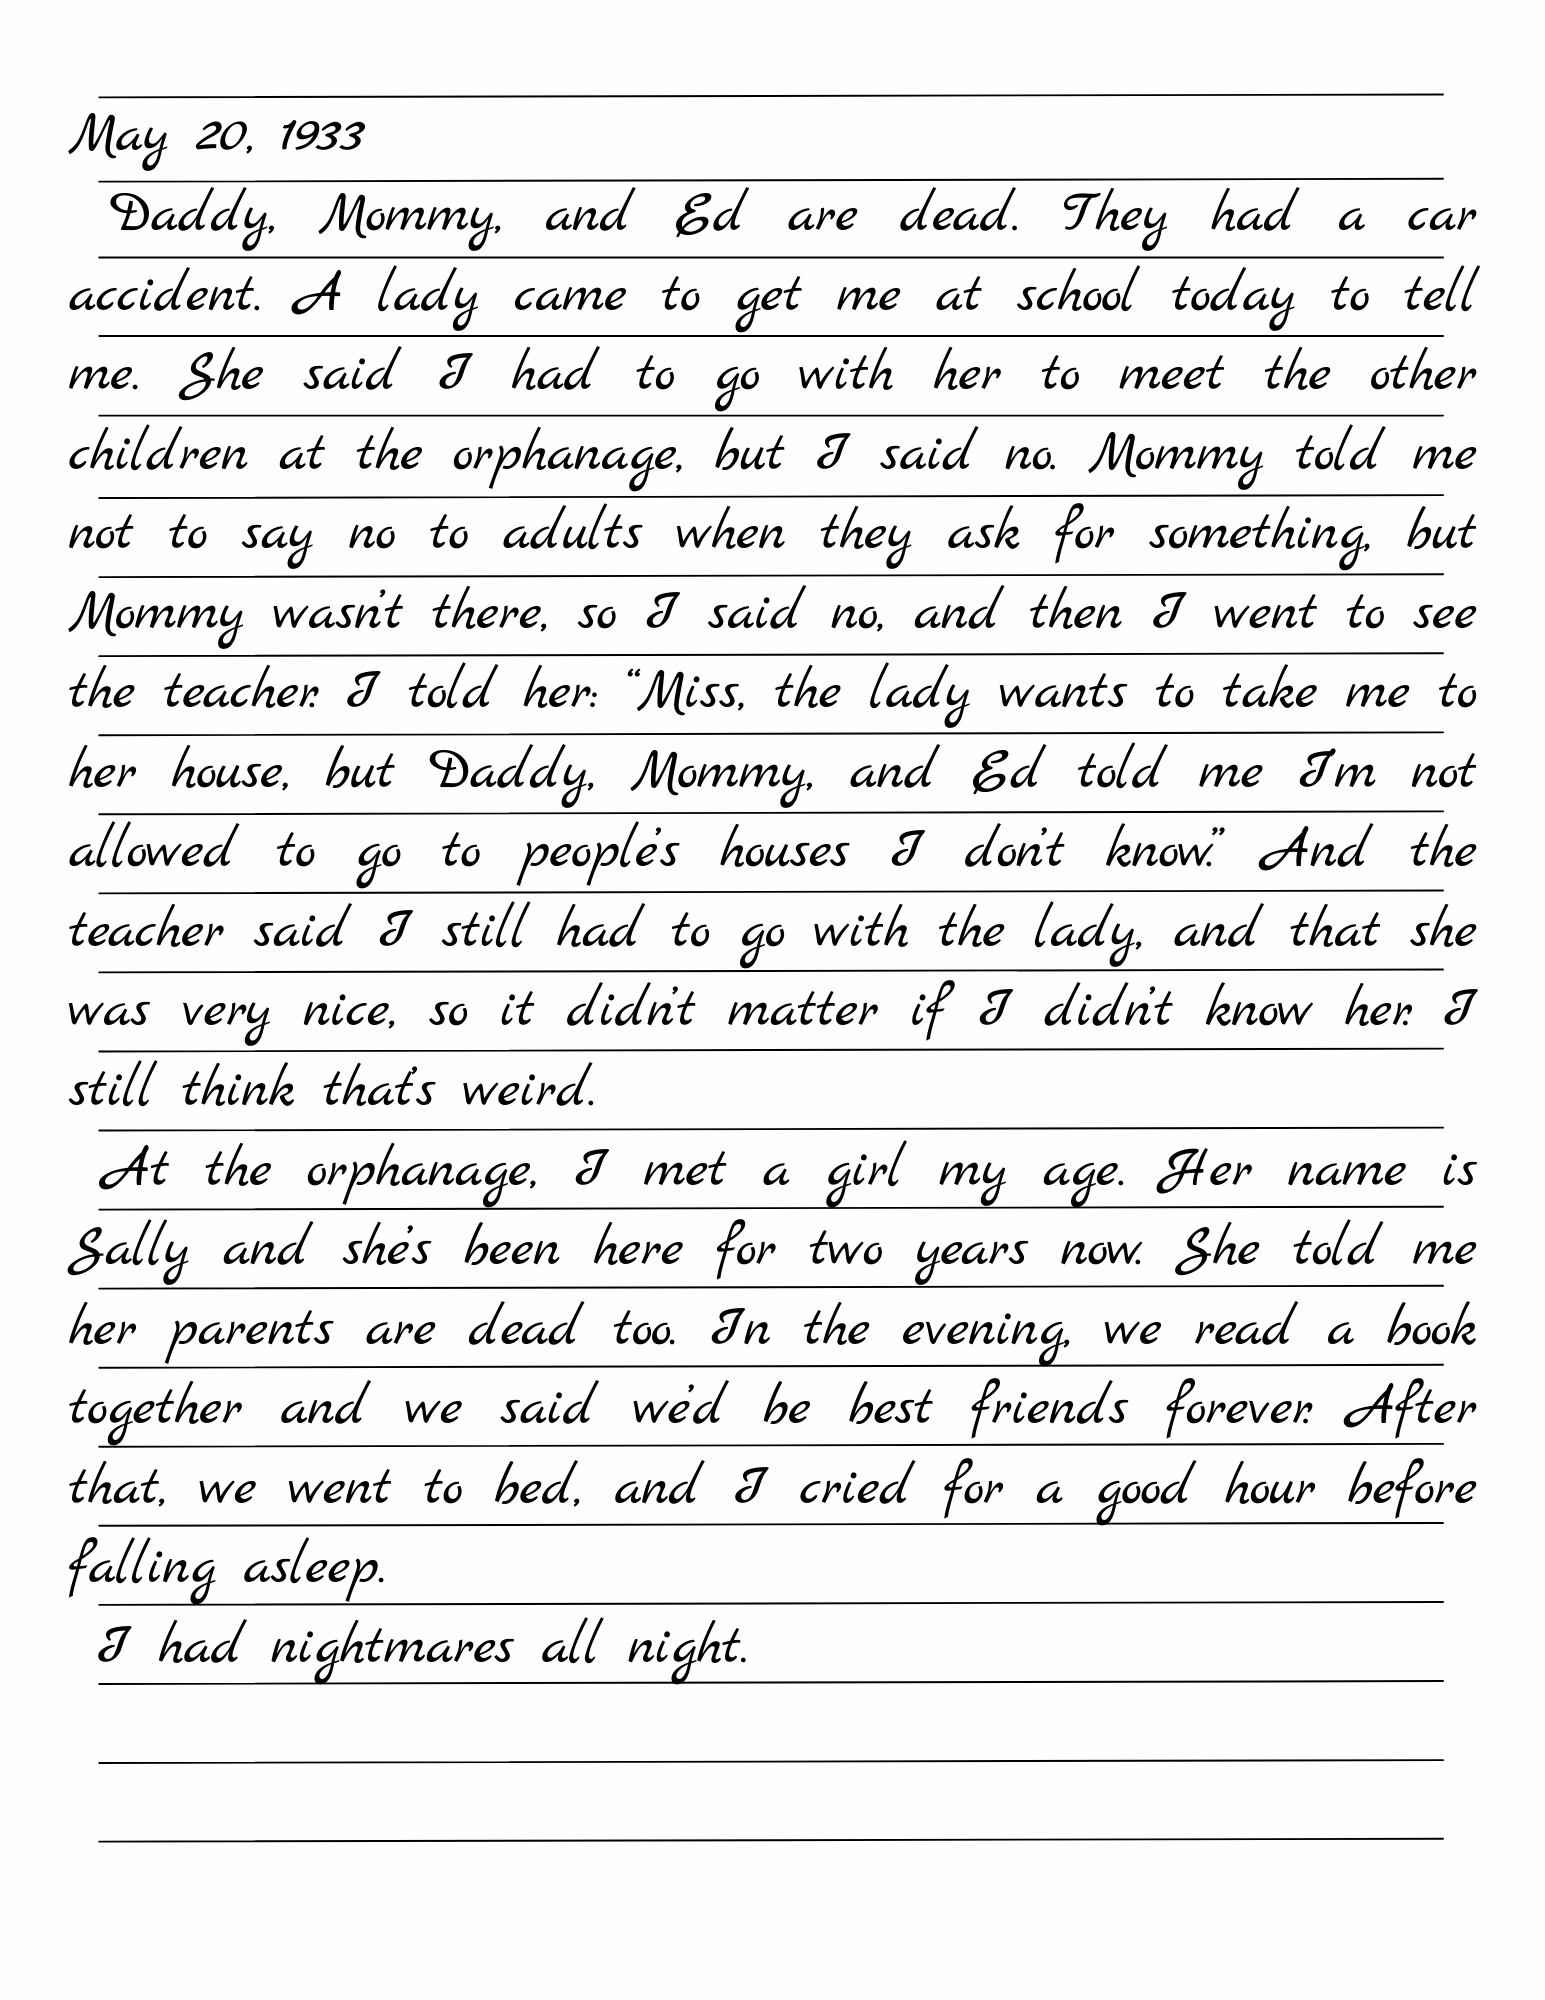 May 20, 1933
Daddy, Mommy, and Ed are dead. They had a car
accident. A lady came to get me at school today to tell
me. She said I had to go with her to meet the other
children at the orphanage, but I said no. Mommy told me
not to say no to adults when they ask for something, but
Mommy wasn't there, so I said no, and then I went to see
the teacher. I told her: “Miss, the lady wants to take me to
her house, but Daddy, Mommy, and Ed told me I'm not
allowed to go to people's houses I don't know.” And the
teacher said I still had to go with the lady, and that she
was very nice, so it didn't matter if I didn't know her. I
still think that's weird.
At the orphanage, I met a girl my age. Her name is
Sally and she's been here for two years now. She told me
her parents are dead too. In the evening, we read a book
together and we said we'd be best friends forever. After
that, we went to bed, and I cried for a good hour before
falling asleep.
I had nightmares all night.